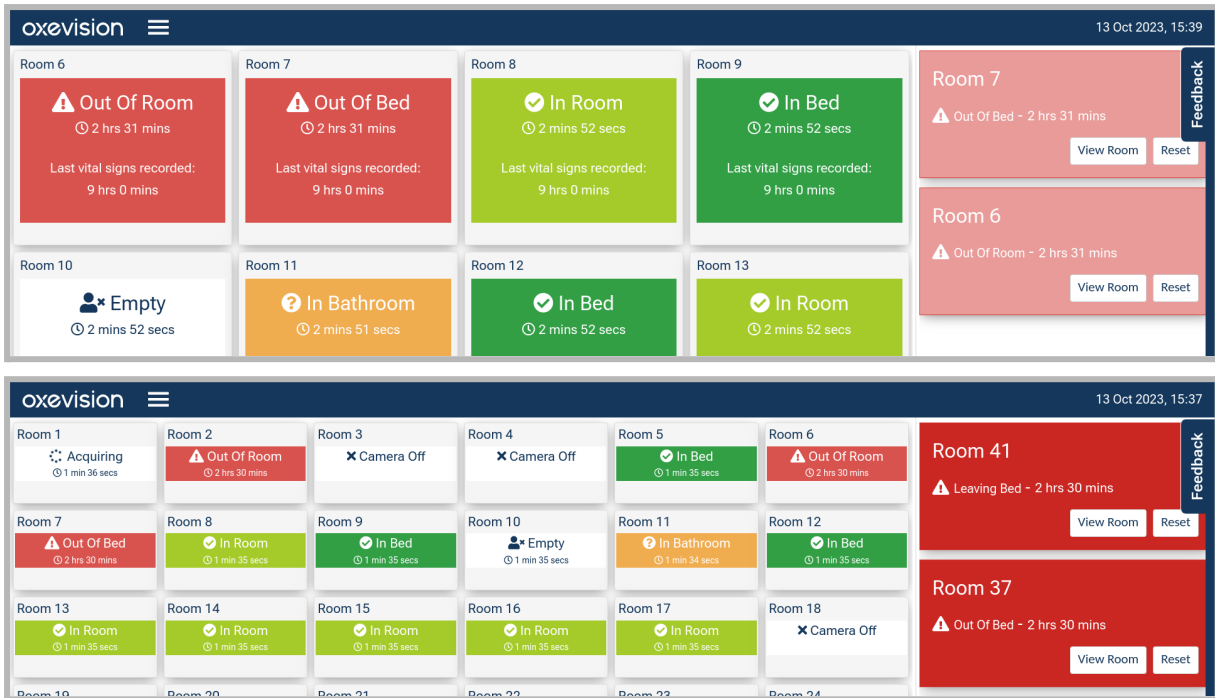 oxevision
13 Oct 2023, 15:39
Room 6
Out Of Room
2 hrs 31 mins
Last vital signs recorded:
9 hrs 0 mins
Room 7
Out Of Bed
2 hrs 31 mins
Last vital signs recorded:
9 hrs 0 mins
Room 8
In Room
2 mins 52 secs
Last vital signs recorded:
9 hrs 0 mins
Room 9
In Bed
2 mins 52 secs
Last vital signs recorded:
9 hrs 0 mins
Room 10
Empty
2 mins 52 secs
Room 11
In Bathroom
2 mins 51 secs
Room 12
In Bed
2 mins 52 secs
Room 13
In Room
2 mins 52 secs
Room 7
Out Of Bed - 2 hrs 31 mins
View Room Reset
Room 6
Out Of Room - 2 hrs 31 mins
View Room Reset
Feedback
oxevision
13 Oct 2023, 15:37
Room 1
Acquiring
1 min 36 secs
Room 2
Out Of Room
2 hrs 30 mins
Room 3
Camera Off
Room 4
Camera Off
Room 5
In Bed
1 min 35 secs
Room 6
Out Of Room
2 hrs 30 mins
Room 7
Out Of Bed
2 hrs 30 mins
Room 8
In Room
1 min 35 secs
Room 9
In Bed
1 min 35 secs
Room 10
Empty
1 min 35 secs
Room 11
In Bathroom
1 min 34 secs
Room 12
In Bed
1 min 35 secs
Room 13
In Room
1 min 35 secs
Room 14
In Room
1 min 35 secs
Room 15
In Room
1 min 35 secs
Room 16
In Room
1 min 35 secs
Room 17
In Room
1 min 35 secs
Room 18
Camera Off
Room 19
Room 20
Room 21
Room 22
Room 23
Room 24
Room 41
Leaving Bed - 2 hrs 30 mins
View Room Reset
Room 37
Out Of Bed - 2 hrs 30 mins
View Room Reset
Feedback